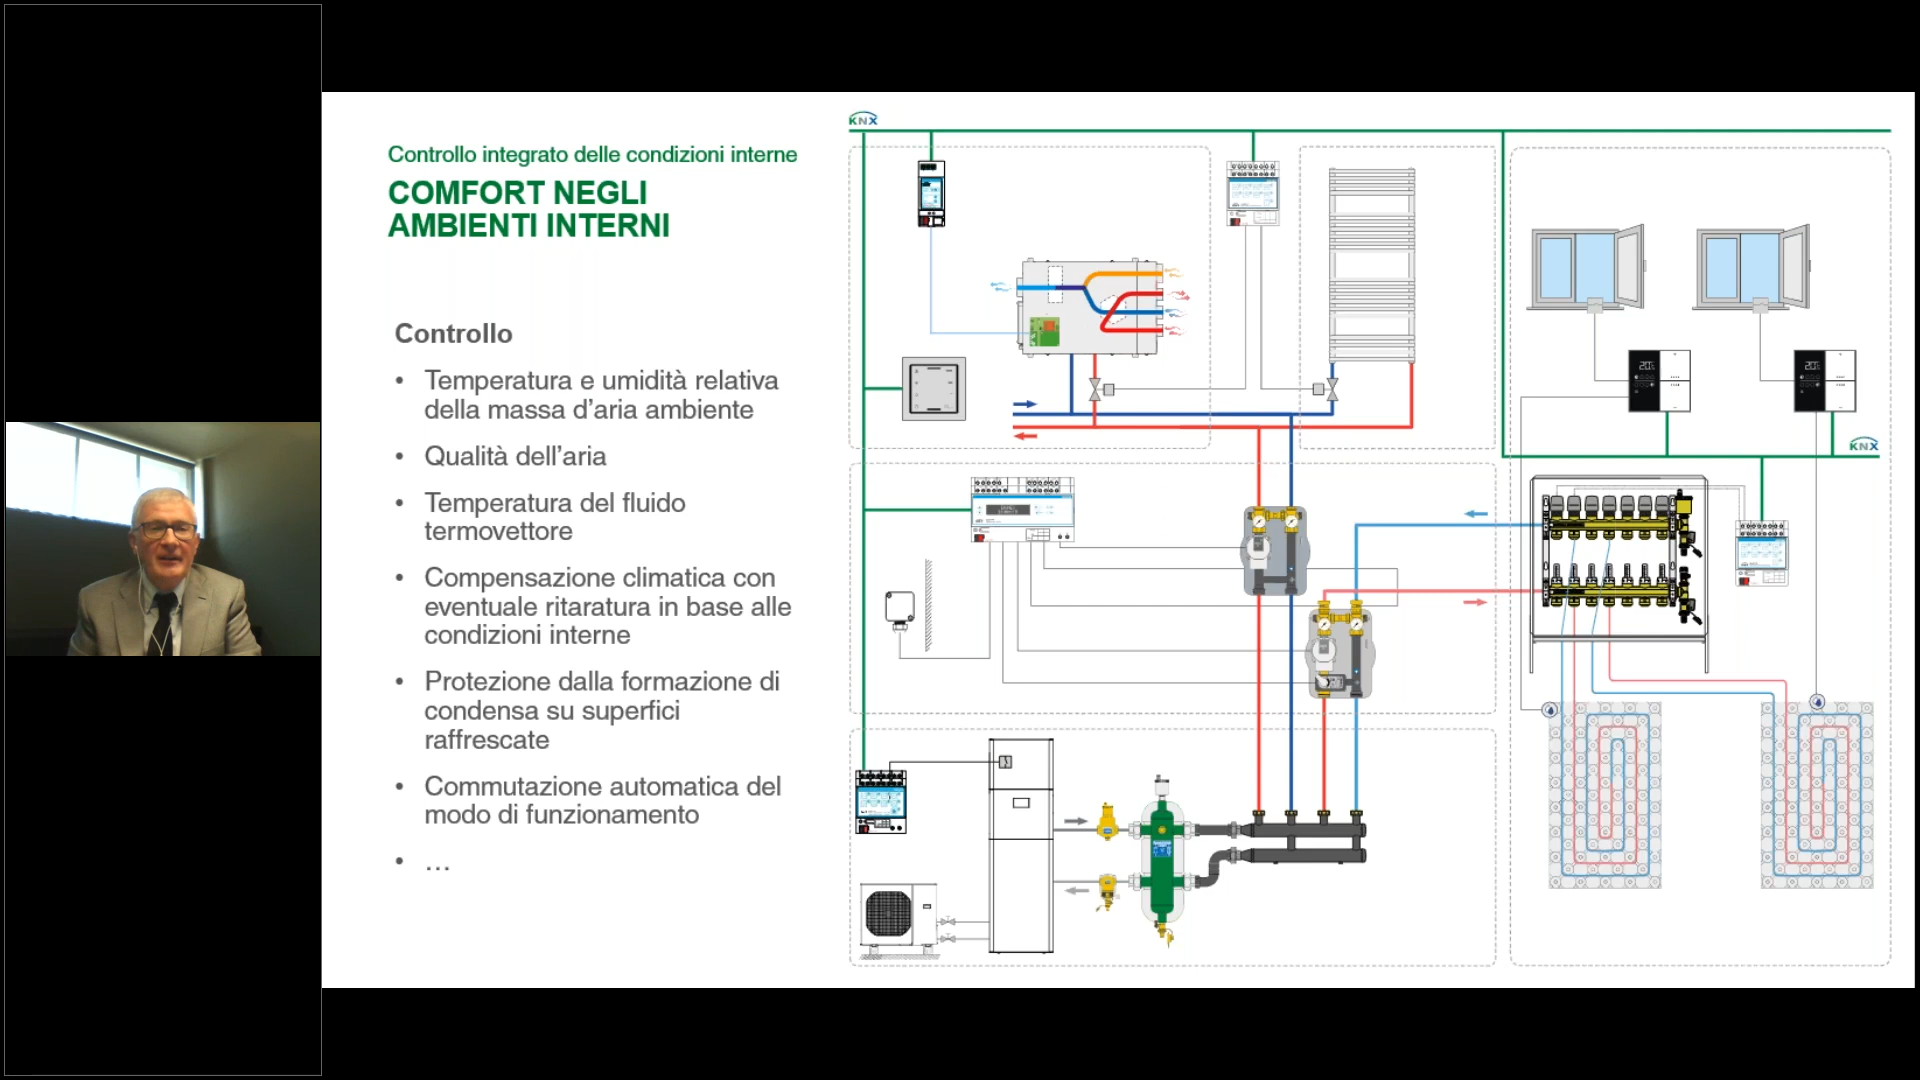 Controllo integrato delle condizioni interne
COMFORT NEGLI
AMBIENTI INTERNI
Controllo
• Temperatura e umidità relativa
della massa d'aria ambiente
• Qualità dell'aria
• Temperatura del fluido
termovettore
• Compensazione climatica con
eventuale ritaratura in base alle
condizioni interne
• Protezione dalla formazione di
condensa su superfici
raffrescate
• Commutazione automatica del
modo di funzionamento
• …
KNX
KNX